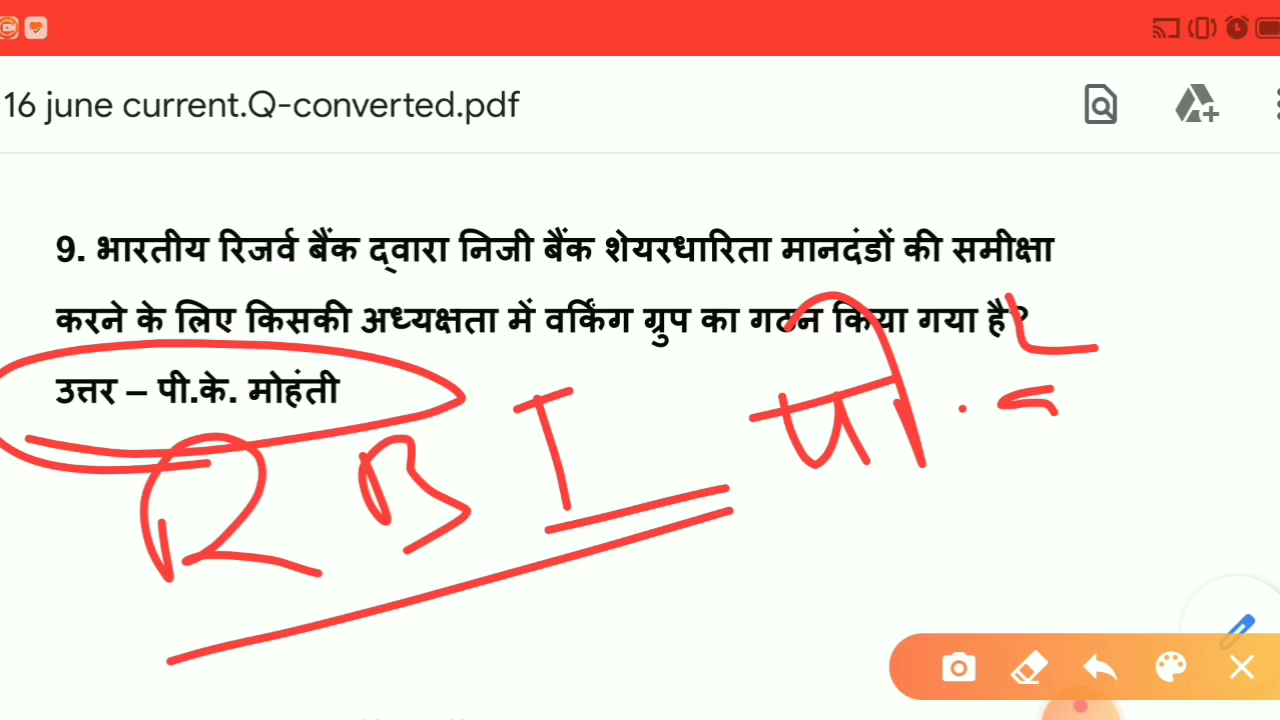 16 june current.Q-converted.pdf
9. भारतीय रिजर्व बैंक द्वारा निजी बैंक शेयरधारिता मानदंडों की समीक्षा
करने के लिए किसकी अध्यक्षता में वर्किंग ग्रुप का गठन किया गया है?
उत्तर – पी.के. मोहंती
RBI पी.